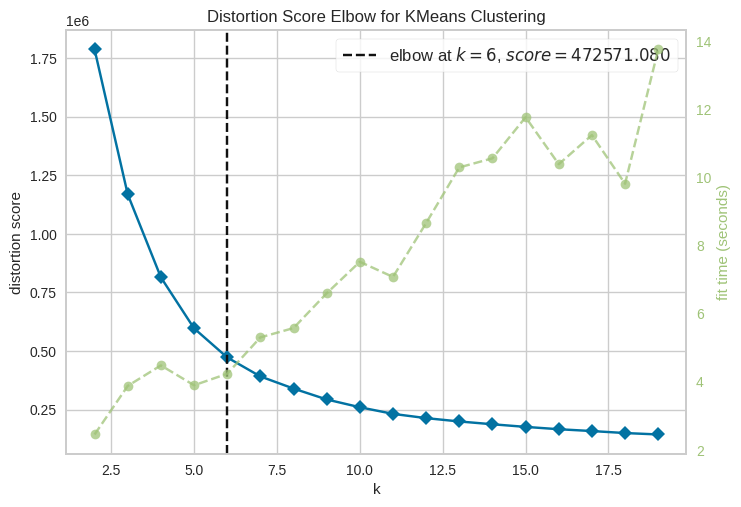 Distortion Score Elbow for KMeans Clustering
1e6
elbow at k = 6, score = 472571.080
1.75
1.50
1.25
1.00
0.75
0.50
0.25
distortion score
14
12
10
8
6
4
2
fit time (seconds)
2.5 5.0 7.5 10.0 12.5 15.0 17.5
k